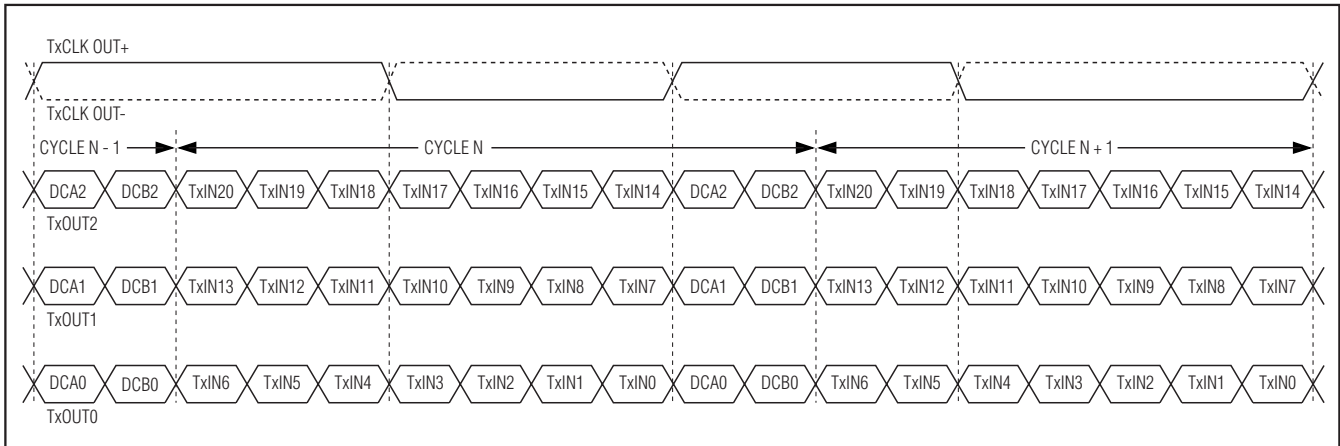 TxCLK OUT+
TxCLK OUT-
CYCLE N - 1 CYCLE N CYCLE N + 1
DCA2 DCB2 TxIN20 TxIN19 TxIN18 TxIN17 TxIN16 TxIN15 TxIN14 DCA2 DCB2 TxIN20 TxIN19 TxIN18 TxIN17 TxIN16 TxIN15 TxIN14
TxOUT2
DCA1 DCB1 TxIN13 TxIN12 TxIN11 TxIN10 TxIN9 TxIN8 TxIN7 DCA1 DCB1 TxIN13 TxIN12 TxIN11 TxIN10 TxIN9 TxIN8 TxIN7
TxOUT1
DCA0 DCB0 TxIN6 TxIN5 TxIN4 TxIN3 TxIN2 TxIN1 TxIN0 DCA0 DCB0 TxIN6 TxIN5 TxIN4 TxIN3 TxIN2 TxIN1 TxIN0
TxOUT0